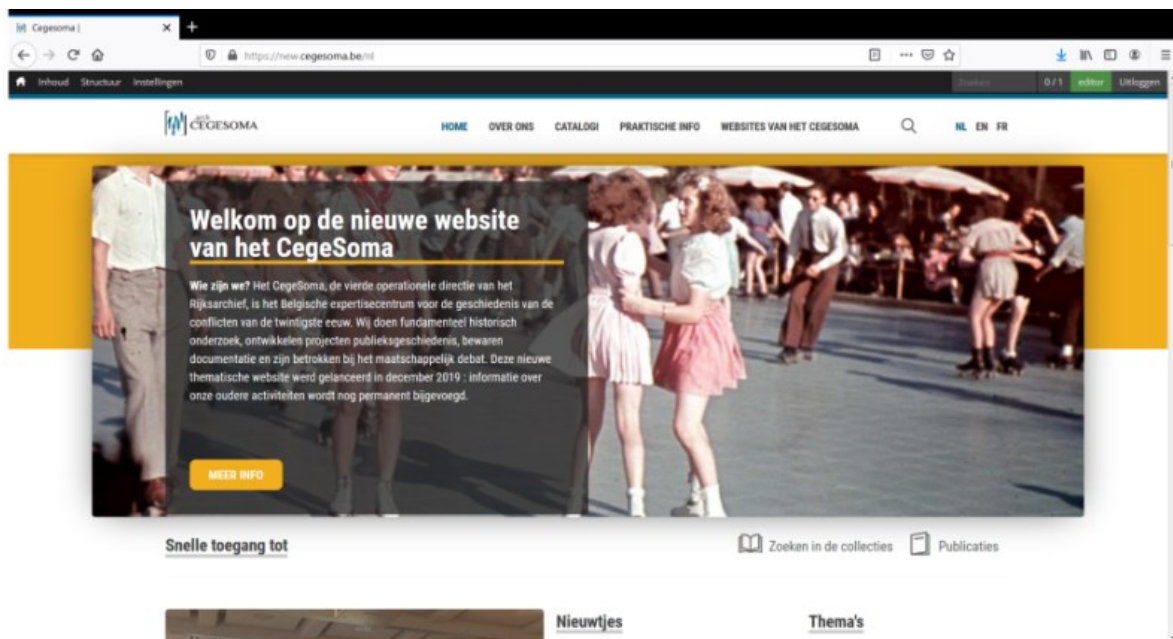 Cegesoma |
https://new.cegesoma.be/nl
Inhoud Structuur Instellingen Zoeken 0 / 1 editor Uitloggen
CEGESOMA
HOME OVER ONS CATALOGI PRAKTISCHE INFO WEBSITES VAN HET CEGESOMA NL EN FR
Welkom op de nieuwe website
van het CegeSoma
Wie zijn we? Het CegeSoma, de vierde operationele directie van het
Rijksarchief, is het Belgische expertisecentrum voor de geschiedenis van de
conflicten van de twintigste eeuw. Wij doen fundamenteel historisch
onderzoek, ontwikkelen projecten publieksgeschiedenis, bewaren
documentatie en zijn betrokken bij het maatschappelijk debat. Deze nieuwe
thematische website werd gelanceerd in december 2019 : informatie over
onze oudere activiteiten wordt nog permanent bijgevoegd.
MEER INFO
Snelle toegang tot Zoeken in de collecties Publicaties
Nieuwtjes Thema's